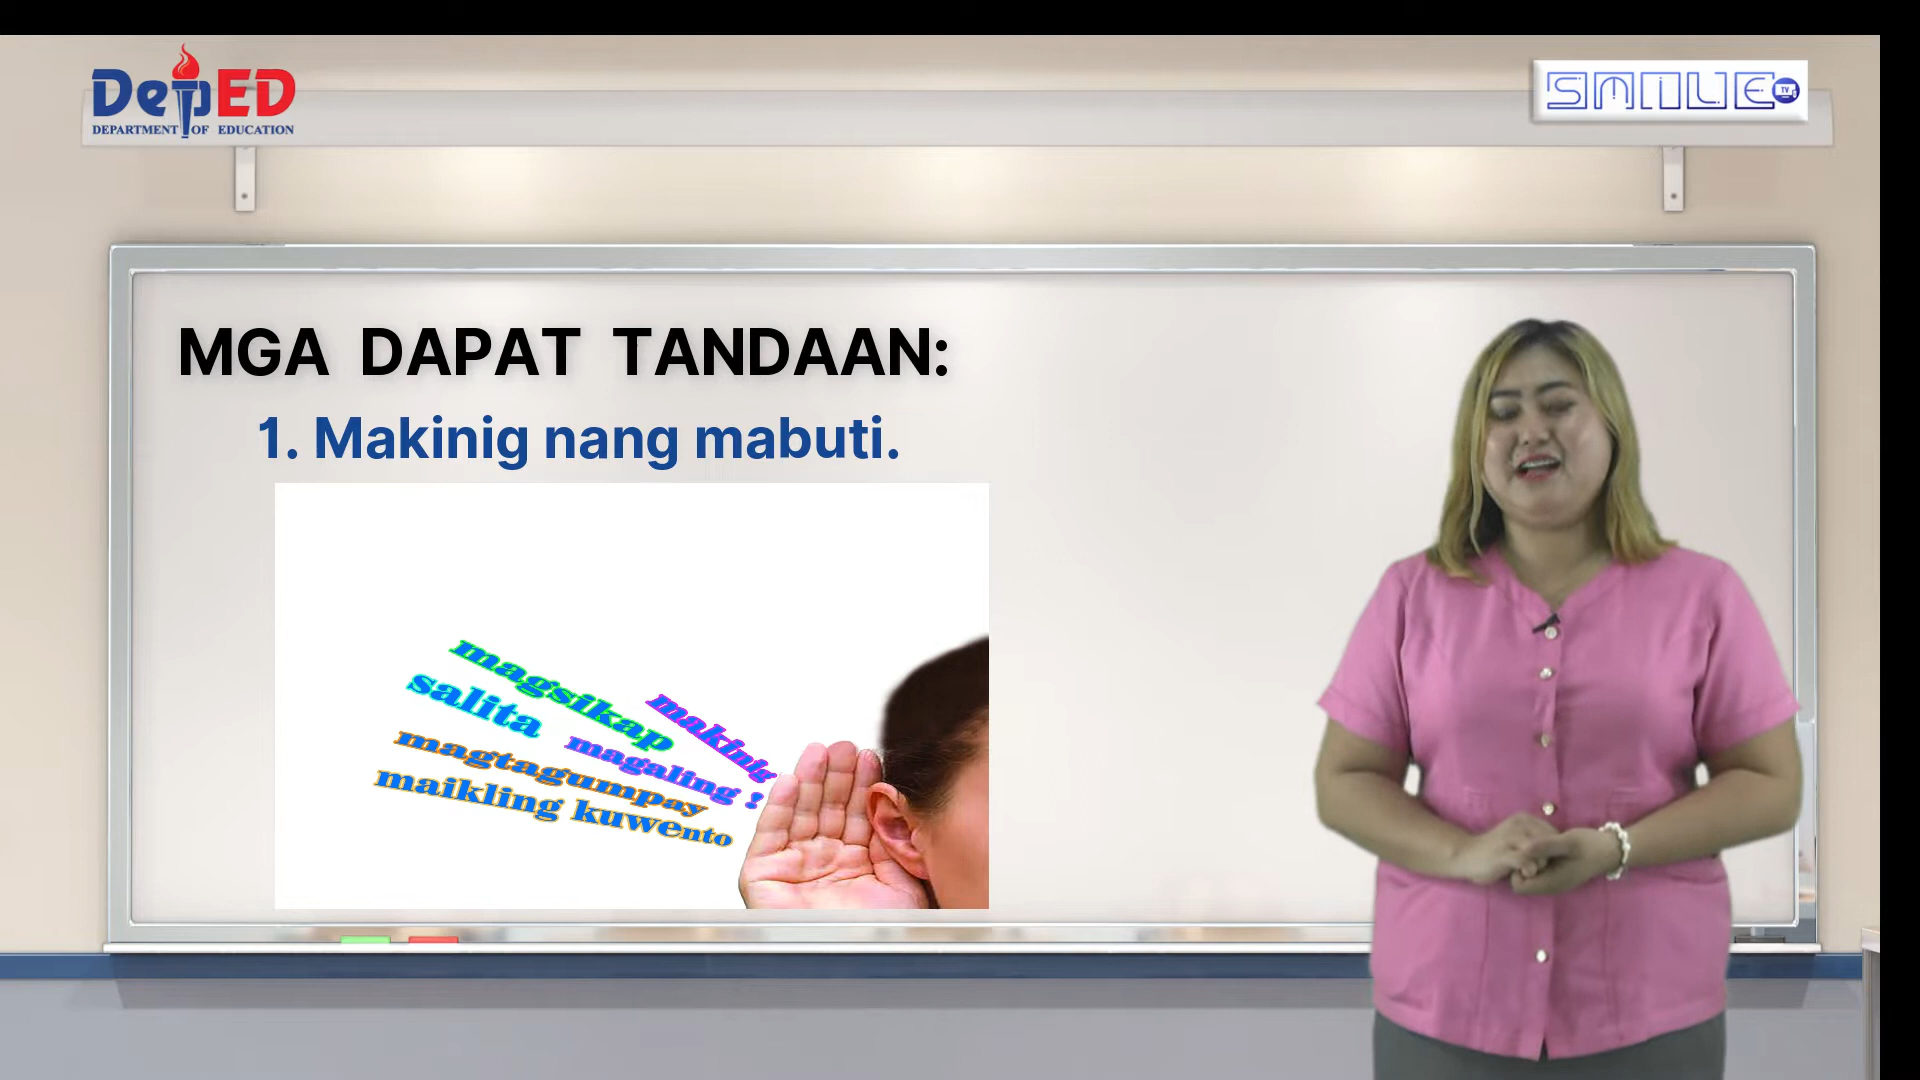 DepED
DEPARTMENT OF EDUCATION
SMILE TV
MGA DAPAT TANDAAN:
1. Makinig nang mabuti.
magsikap
makinig
salita
magaling !
magtagumpay
maikling kuwento